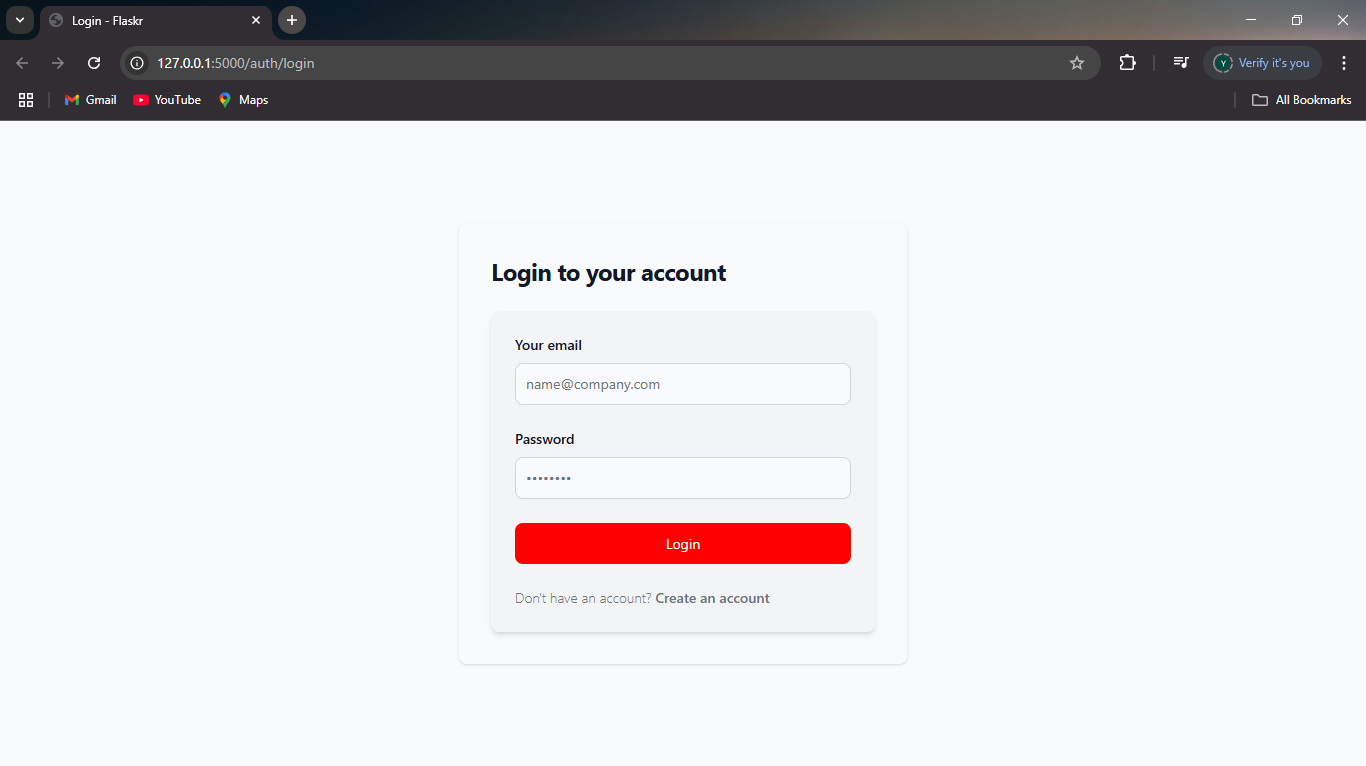 Login - Flaskr
127.0.0.1:5000/auth/login
Y
Verify it's you
Gmail
YouTube
Maps
All Bookmarks
Login to your account
Your email
name@company.com
Password
••••••••
Login
Don't have an account? Create an account